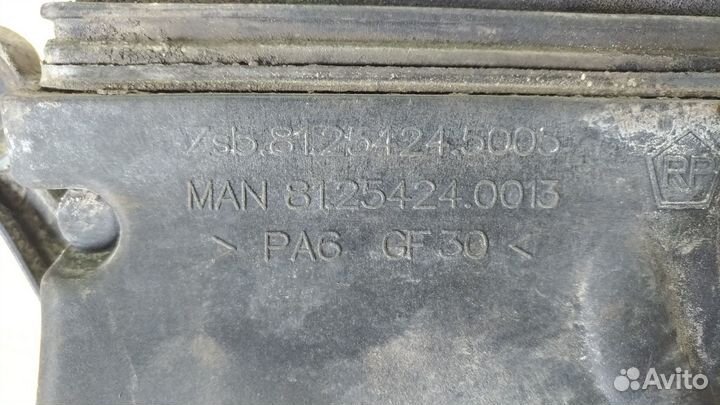 Zsb.81.25424.5005
MAN 81.25424.0013
> PA6 GF30 <
RP
Avito